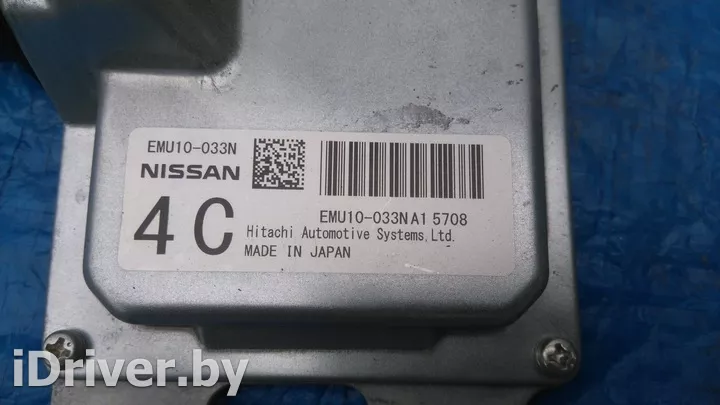 EMU10-033N
NISSAN
4C
EMU10-033NA1 5708
Hitachi Automotive Systems,Ltd.
MADE IN JAPAN
iDriver.by